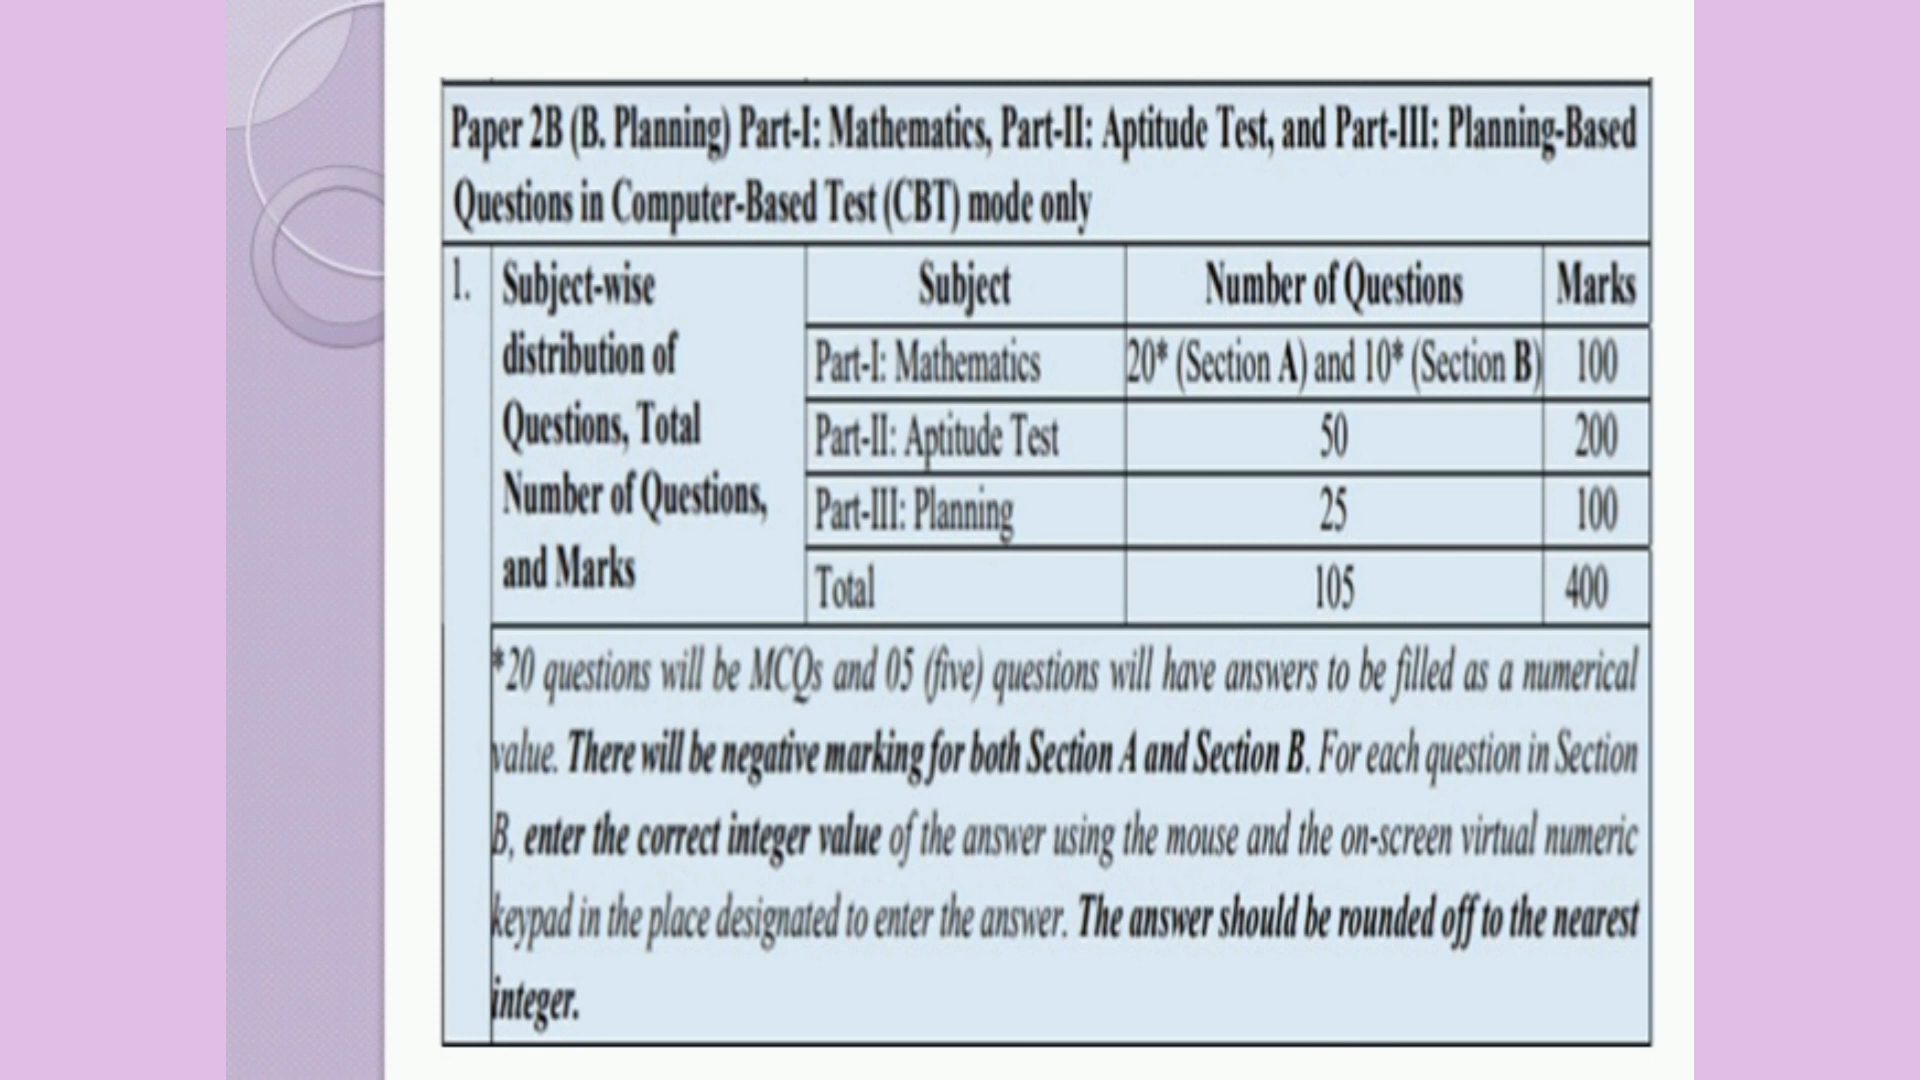 Paper 2B (B. Planning) Part-I: Mathematics, Part-II: Aptitude Test, and Part-III: Planning-Based
Questions in Computer-Based Test (CBT) mode only
1. Subject-wise distribution of Questions, Total Number of Questions, and Marks
Subject Number of Questions Marks
Part-I: Mathematics 20* (Section A) and 10* (Section B) 100
Part-II: Aptitude Test 50 200
Part-III: Planning 25 100
Total 105 400
*20 questions will be MCQs and 05 (five) questions will have answers to be filled as a numerical
value. There will be negative marking for both Section A and Section B. For each question in Section
B, enter the correct integer value of the answer using the mouse and the on-screen virtual numeric
keypad in the place designated to enter the answer. The answer should be rounded off to the nearest
integer.